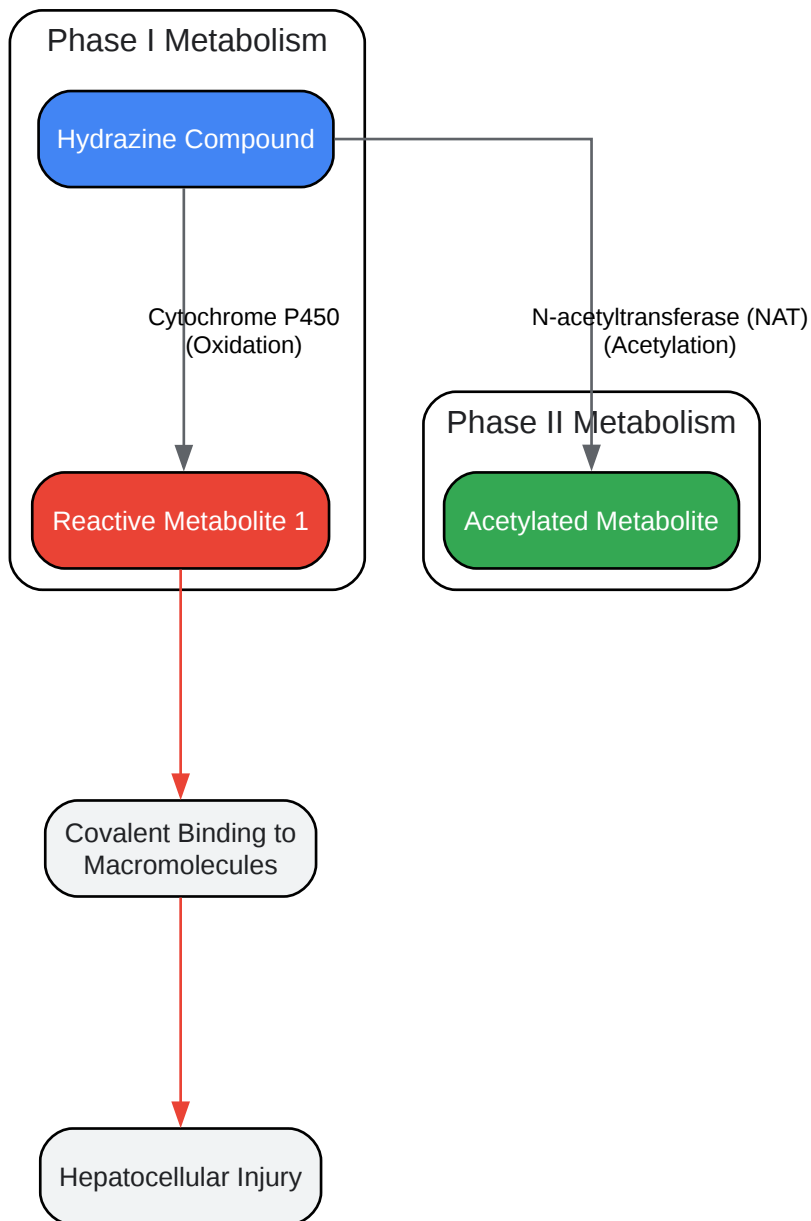 Phase I Metabolism
Hydrazine Compound
Cytochrome P450
(Oxidation)
N-acetyltransferase (NAT)
(Acetylation)
Phase II Metabolism
Reactive Metabolite 1
Acetylated Metabolite
Covalent Binding to
Macromolecules
Hepatocellular Injury